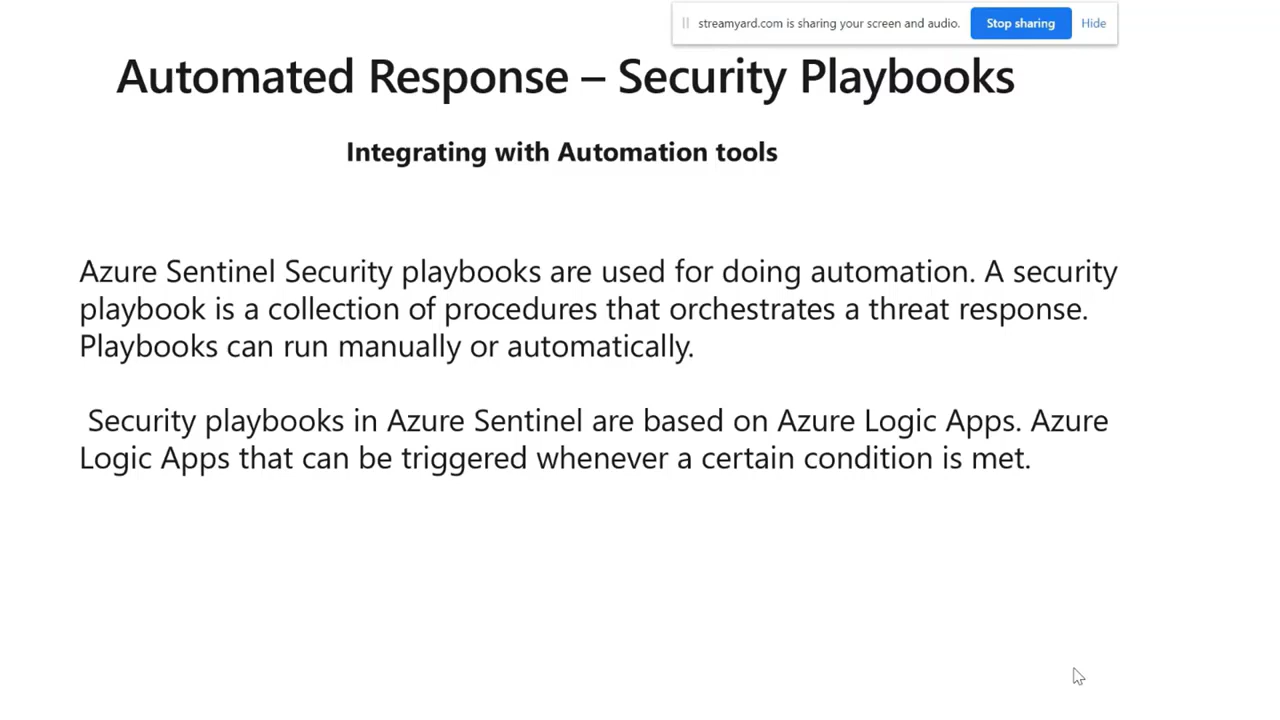 streamyard.com is sharing your screen and audio. Stop sharing Hide
Automated Response – Security Playbooks
Integrating with Automation tools
Azure Sentinel Security playbooks are used for doing automation. A security
playbook is a collection of procedures that orchestrates a threat response.
Playbooks can run manually or automatically.
Security playbooks in Azure Sentinel are based on Azure Logic Apps. Azure
Logic Apps that can be triggered whenever a certain condition is met.